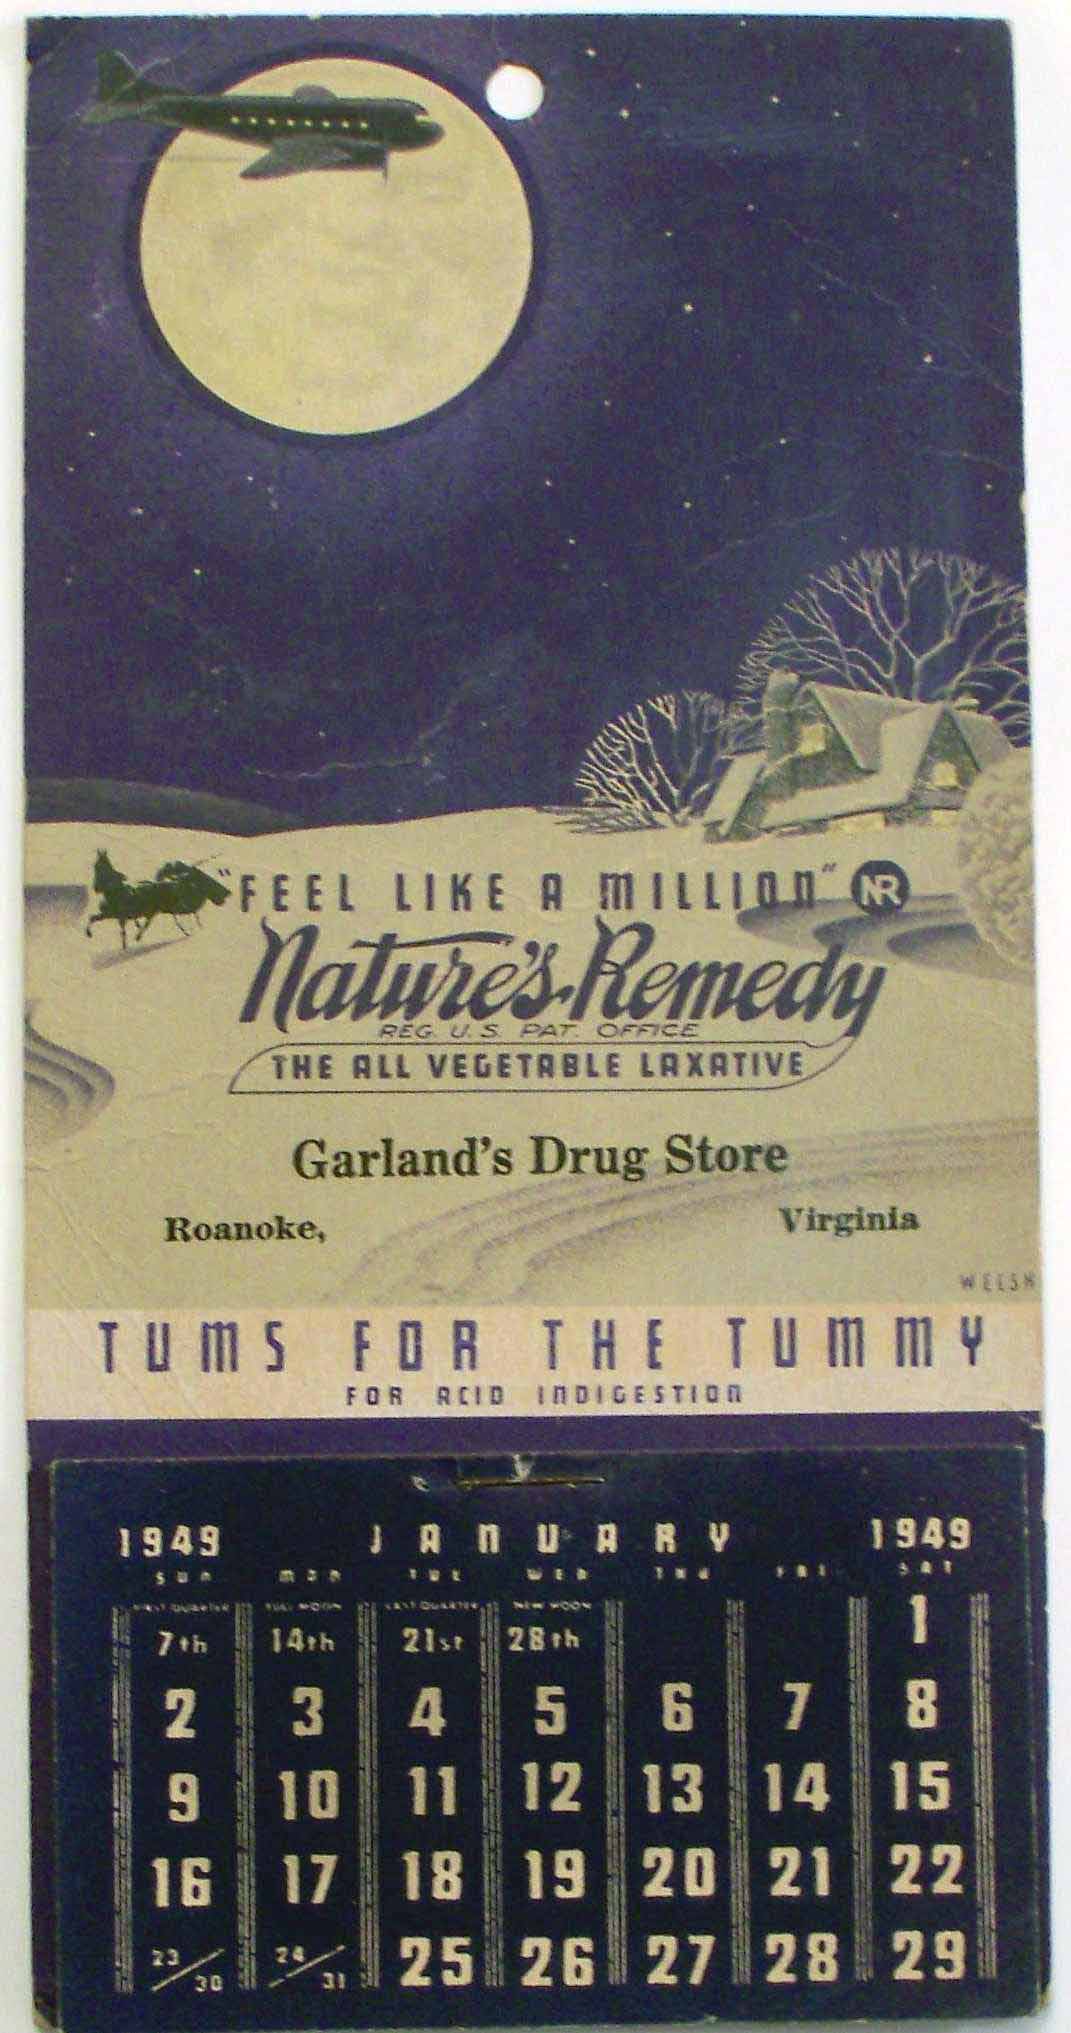 "FEEL LIKE A MILLION" NR
Nature's Remedy
REG. U.S. PAT. OFFICE
THE ALL VEGETABLE LAXATIVE
Garland's Drug Store
Roanoke, Virginia
WELSH
TUMS FOR THE TUMMY
FOR ACID INDIGESTION
1949 JANUARY 1949
SUN MON TUE WED THU FRI SAT
FIRST QUARTER FULL MOON LAST QUARTER NEW MOON
7th 14th 21st 28th 1
2 3 4 5 6 7 8
9 10 11 12 13 14 15
16 17 18 19 20 21 22
23/30 24/31 25 26 27 28 29